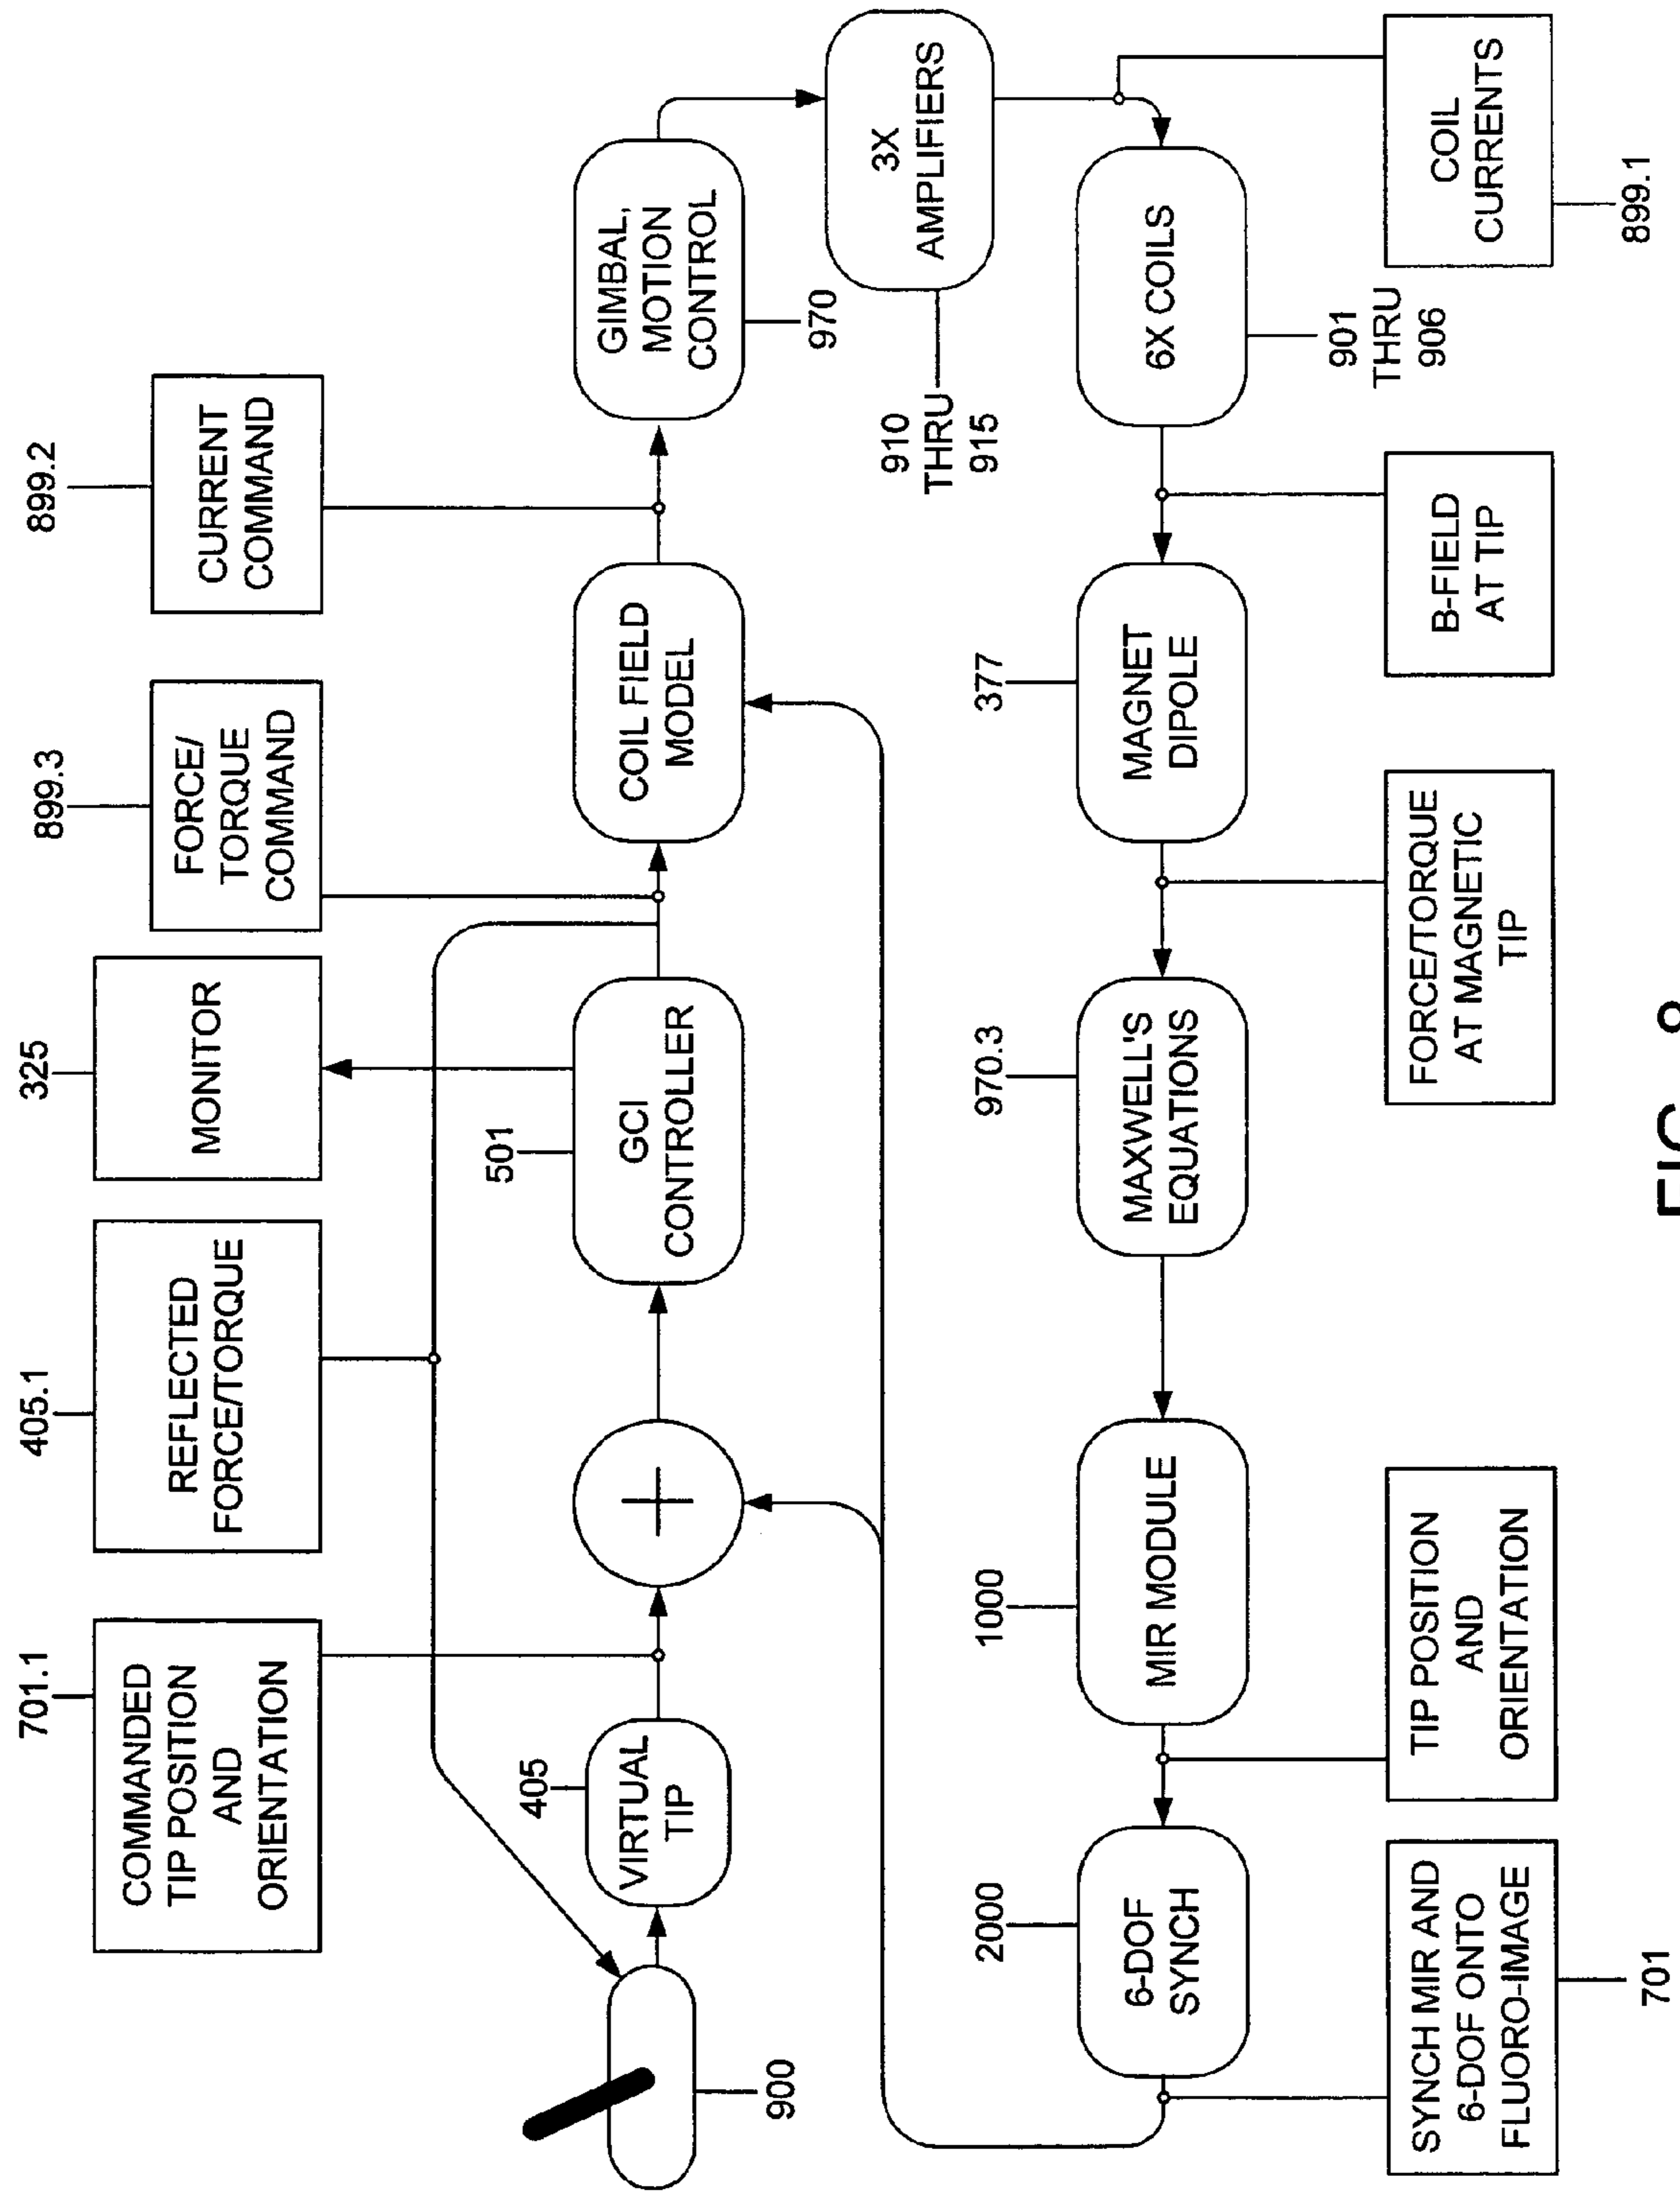 701.1
COMMANDED
TIP POSITION
AND
ORIENTATION
405.1
REFLECTED
FORCE/TORQUE
325
MONITOR
899.3
FORCE/
TORQUE
COMMAND
899.2
CURRENT
COMMAND
900
405
VIRTUAL
TIP
501
GCI
CONTROLLER
COIL FIELD
MODEL
GIMBAL,
MOTION
CONTROL
970
3X
AMPLIFIERS
910
THRU
915
2000
6-DOF
SYNCH
1000
MIR MODULE
970.3
MAXWELL'S
EQUATIONS
377
MAGNET
DIPOLE
6X COILS
901
THRU
906
SYNCH MIR AND
6-DOF ONTO
FLUORO-IMAGE
701
TIP POSITION
AND
ORIENTATION
FORCE/TORQUE
AT MAGNETIC
TIP
B-FIELD
AT TIP
COIL
CURRENTS
899.1